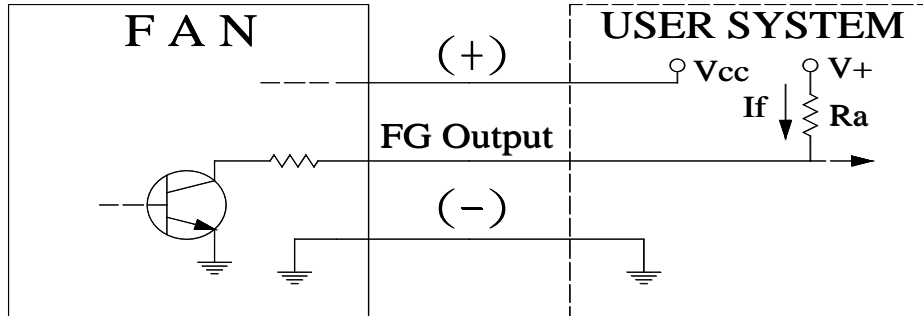 F A N
USER SYSTEM
(+)
Vcc
V+
If
Ra
FG Output
(-)